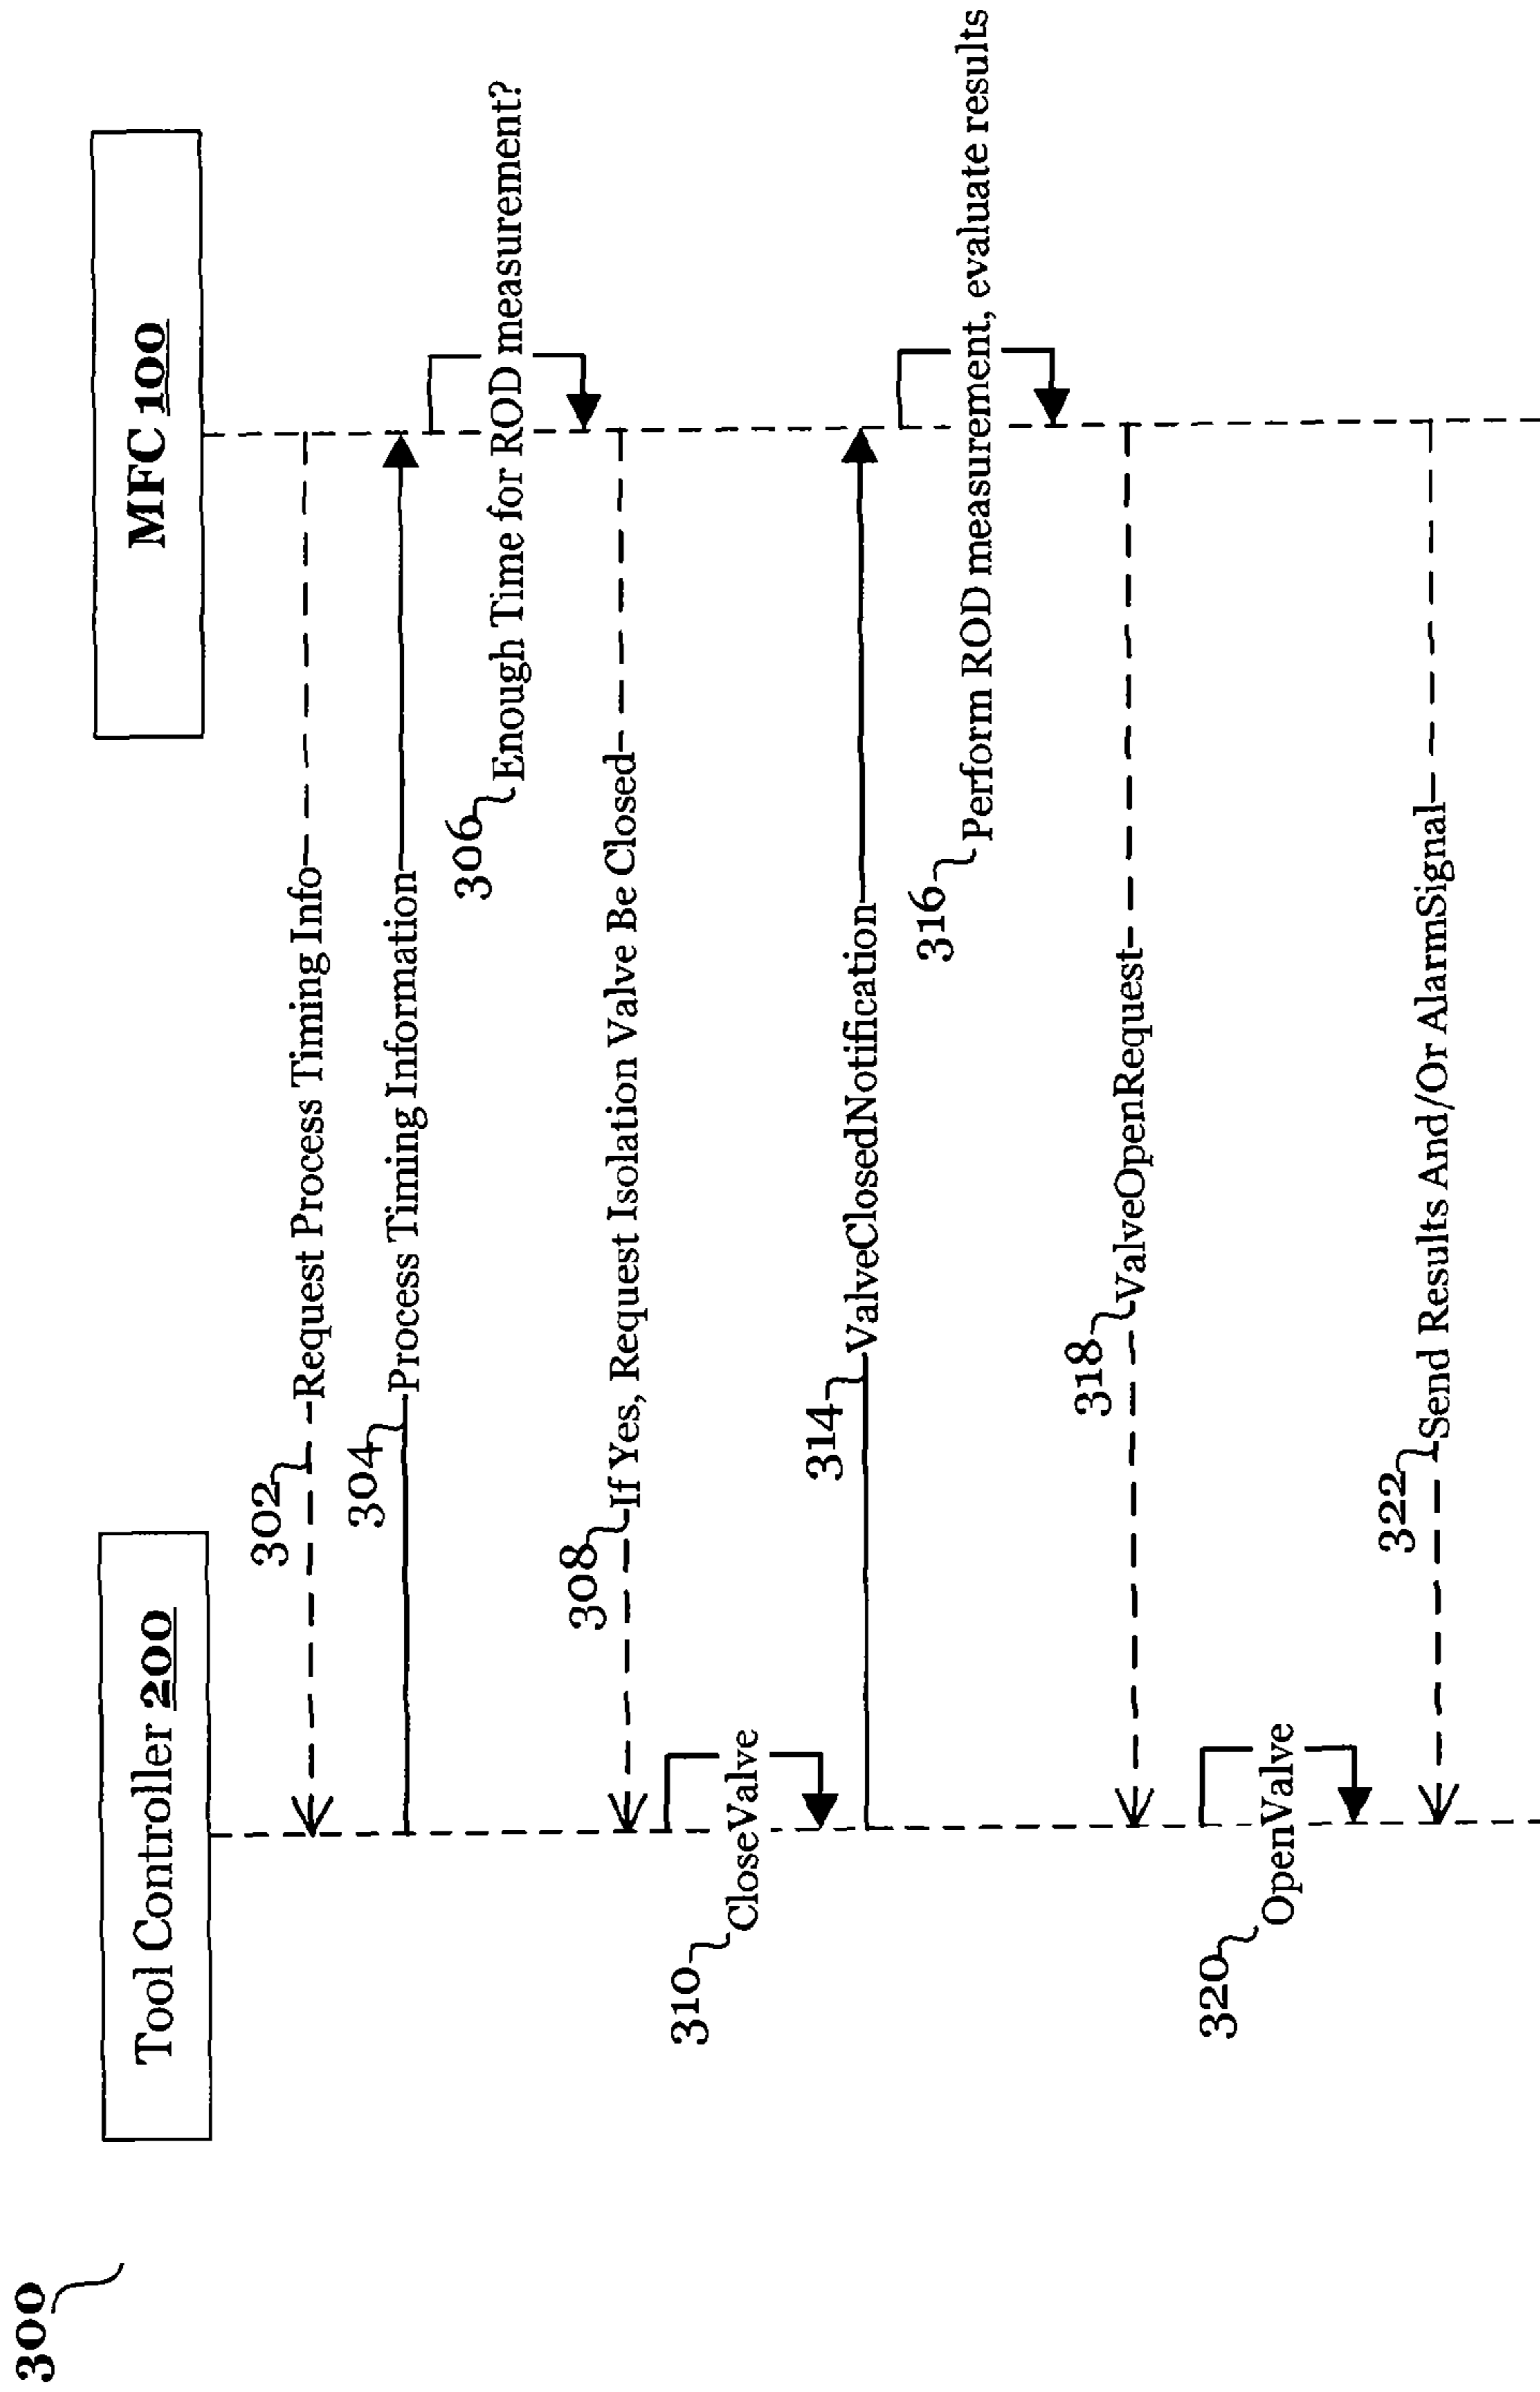 300
Tool Controller 200
MFC 100
302 Request Process Timing Info
304 Process Timing Information
306 Enough Time for ROD measurement?
308 If Yes, Request Isolation Valve Be Closed
310 CloseValve
314 ValveClosedNotification
316 Perform ROD measurement, evaluate results
318 ValveOpenRequest
320 OpenValve
322 Send Results And/Or AlarmSignal